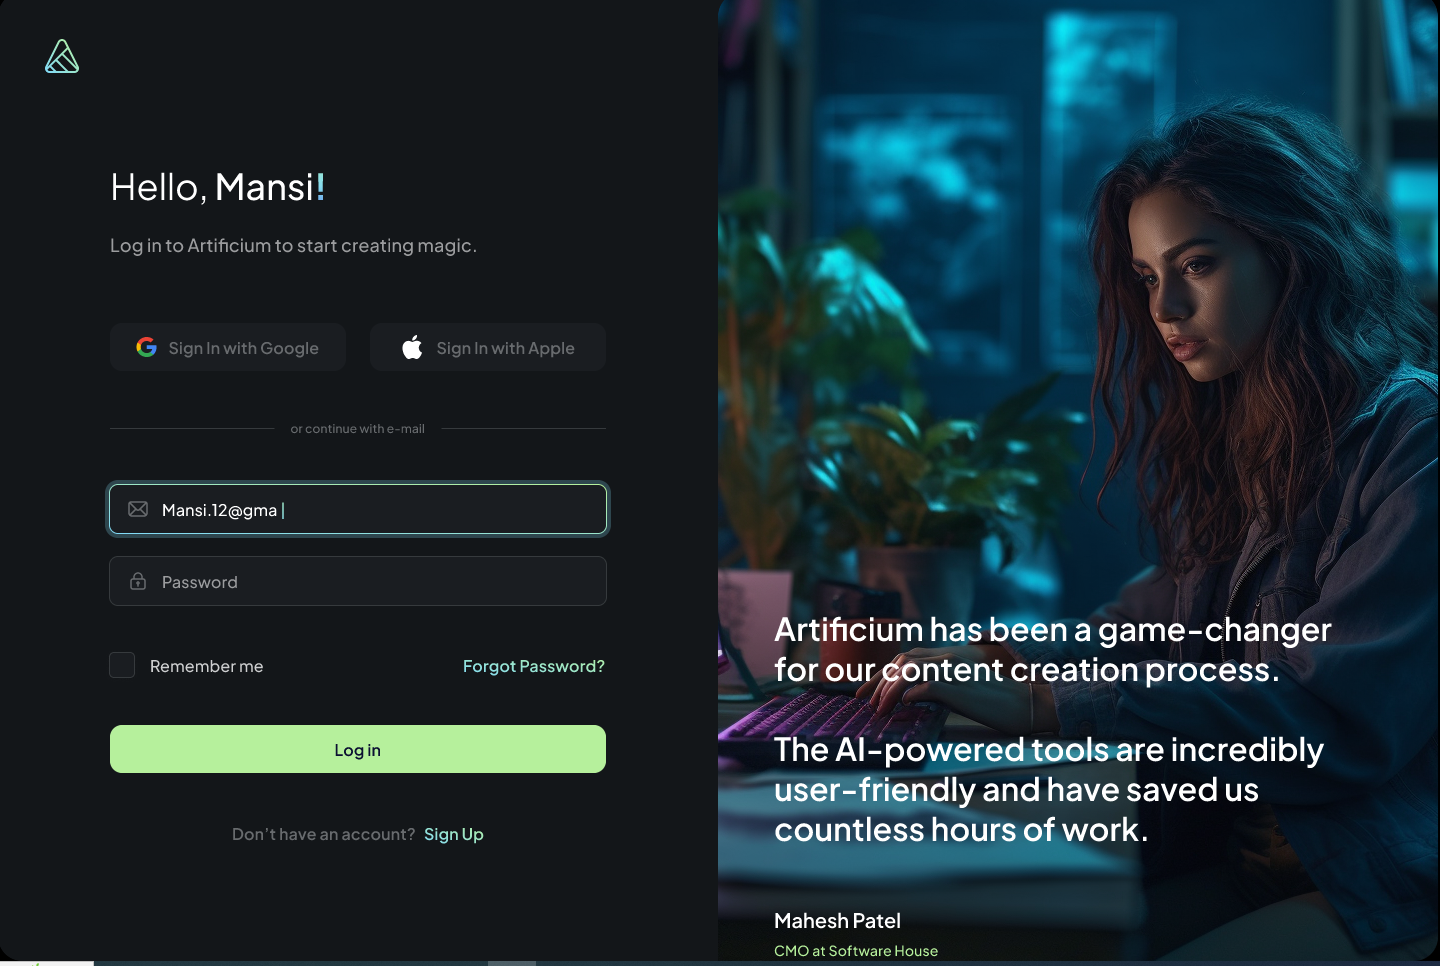 Hello, Mansi!
Log in to Artificium to start creating magic.
Sign In with Google
Sign In with Apple
or continue with e-mail
Mansi.12@gma
Password
Remember me
Forgot Password?
Log in
Don't have an account? Sign Up
Artificium has been a game-changer
for our content creation process.
The AI-powered tools are incredibly
user-friendly and have saved us
countless hours of work.
Mahesh Patel
CMO at Software House